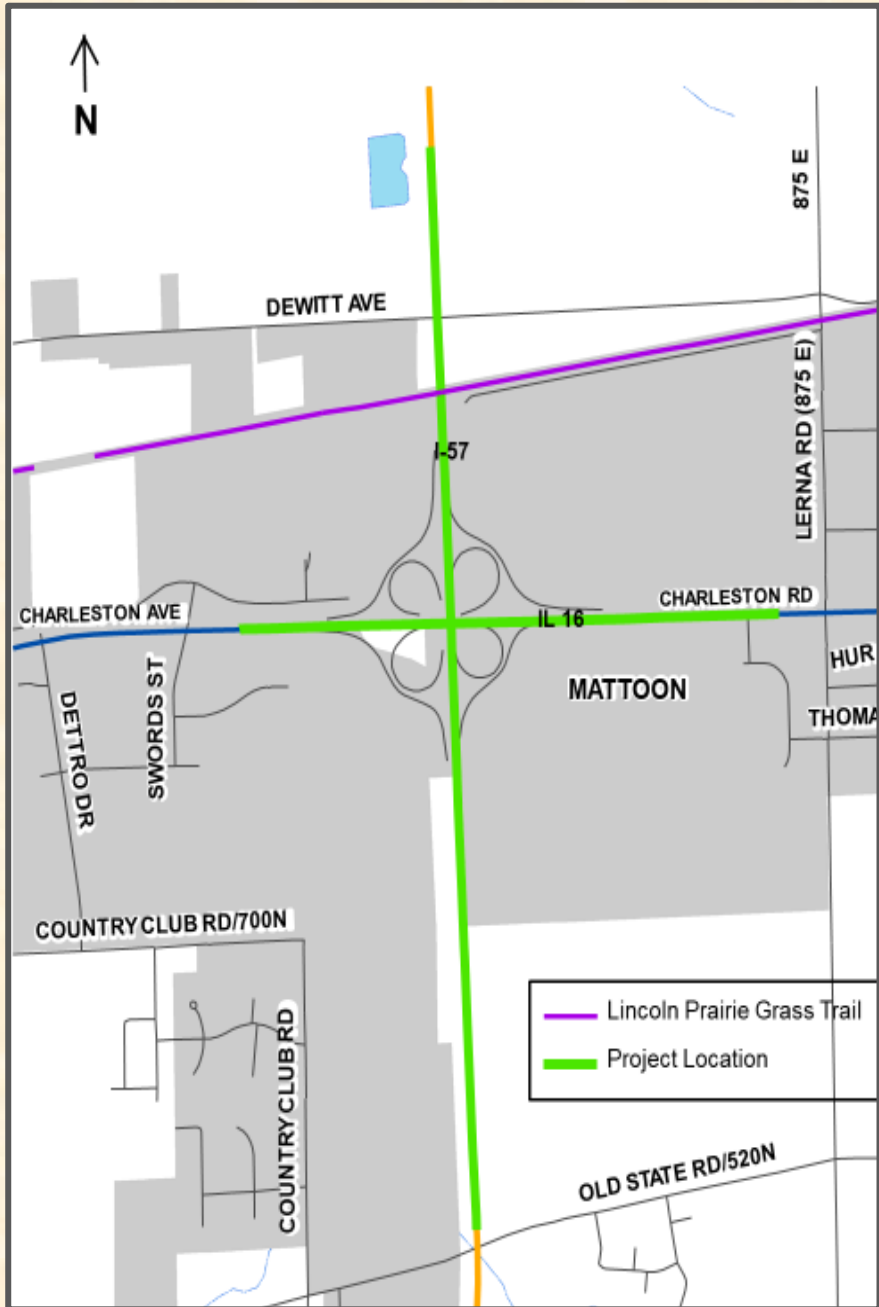 N
875 E
DEWITT AVE
LERNA RD (875 E)
I-57
CHARLESTON AVE
CHARLESTON RD
IL 16
HUR
MATTOON
THOMA
SWORDS ST
DETTRO DR
COUNTRY CLUB RD/700N
Lincoln Prairie Grass Trail
Project Location
COUNTRY CLUB RD
OLD STATE RD/520N